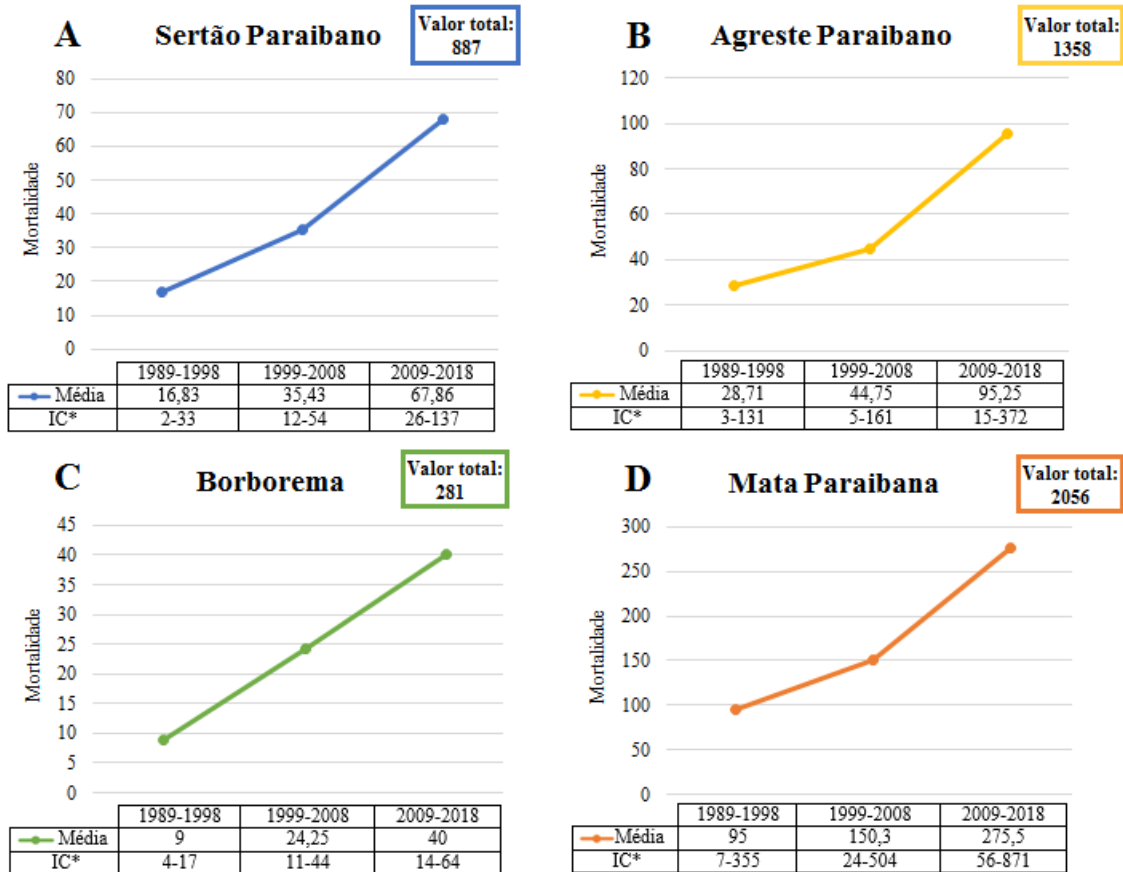 A
Sertão Paraibano
Valor total:
887
Mortalidade
80
70
60
50
40
30
20
10
0
1989-1998 1999-2008 2009-2018
Média 16,83 35,43 67,86
IC* 2-33 12-54 26-137
B
Agreste Paraibano
Valor total:
1358
Mortalidade
120
100
80
60
40
20
0
1989-1998 1999-2008 2009-2018
Média 28,71 44,75 95,25
IC* 3-131 5-161 15-372
C
Borborema
Valor total:
281
Mortalidade
45
40
35
30
25
20
15
10
5
0
1989-1998 1999-2008 2009-2018
Média 9 24,25 40
IC* 4-17 11-44 14-64
D
Mata Paraibana
Valor total:
2056
Mortalidade
300
250
200
150
100
50
0
1989-1998 1999-2008 2009-2018
Média 95 150,3 275,5
IC* 7-355 24-504 56-871